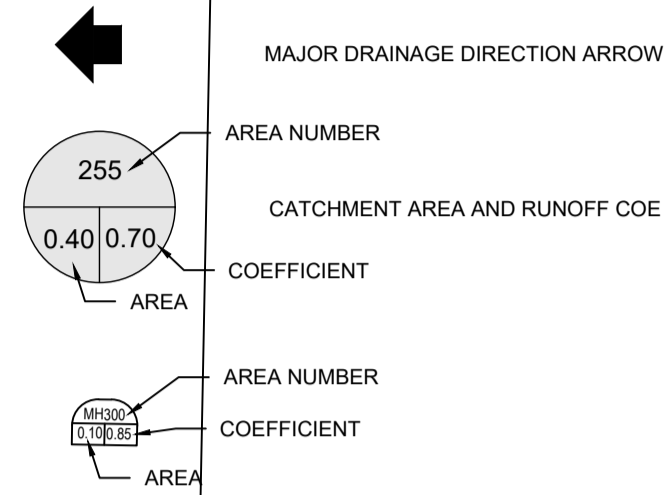 MAJOR DRAINAGE DIRECTION ARROW
AREA NUMBER
255
CATCHMENT AREA AND RUNOFF COE
0.40 0.70
COEFFICIENT
AREA
AREA NUMBER
MH300
0.10 0.85
COEFFICIENT
AREA